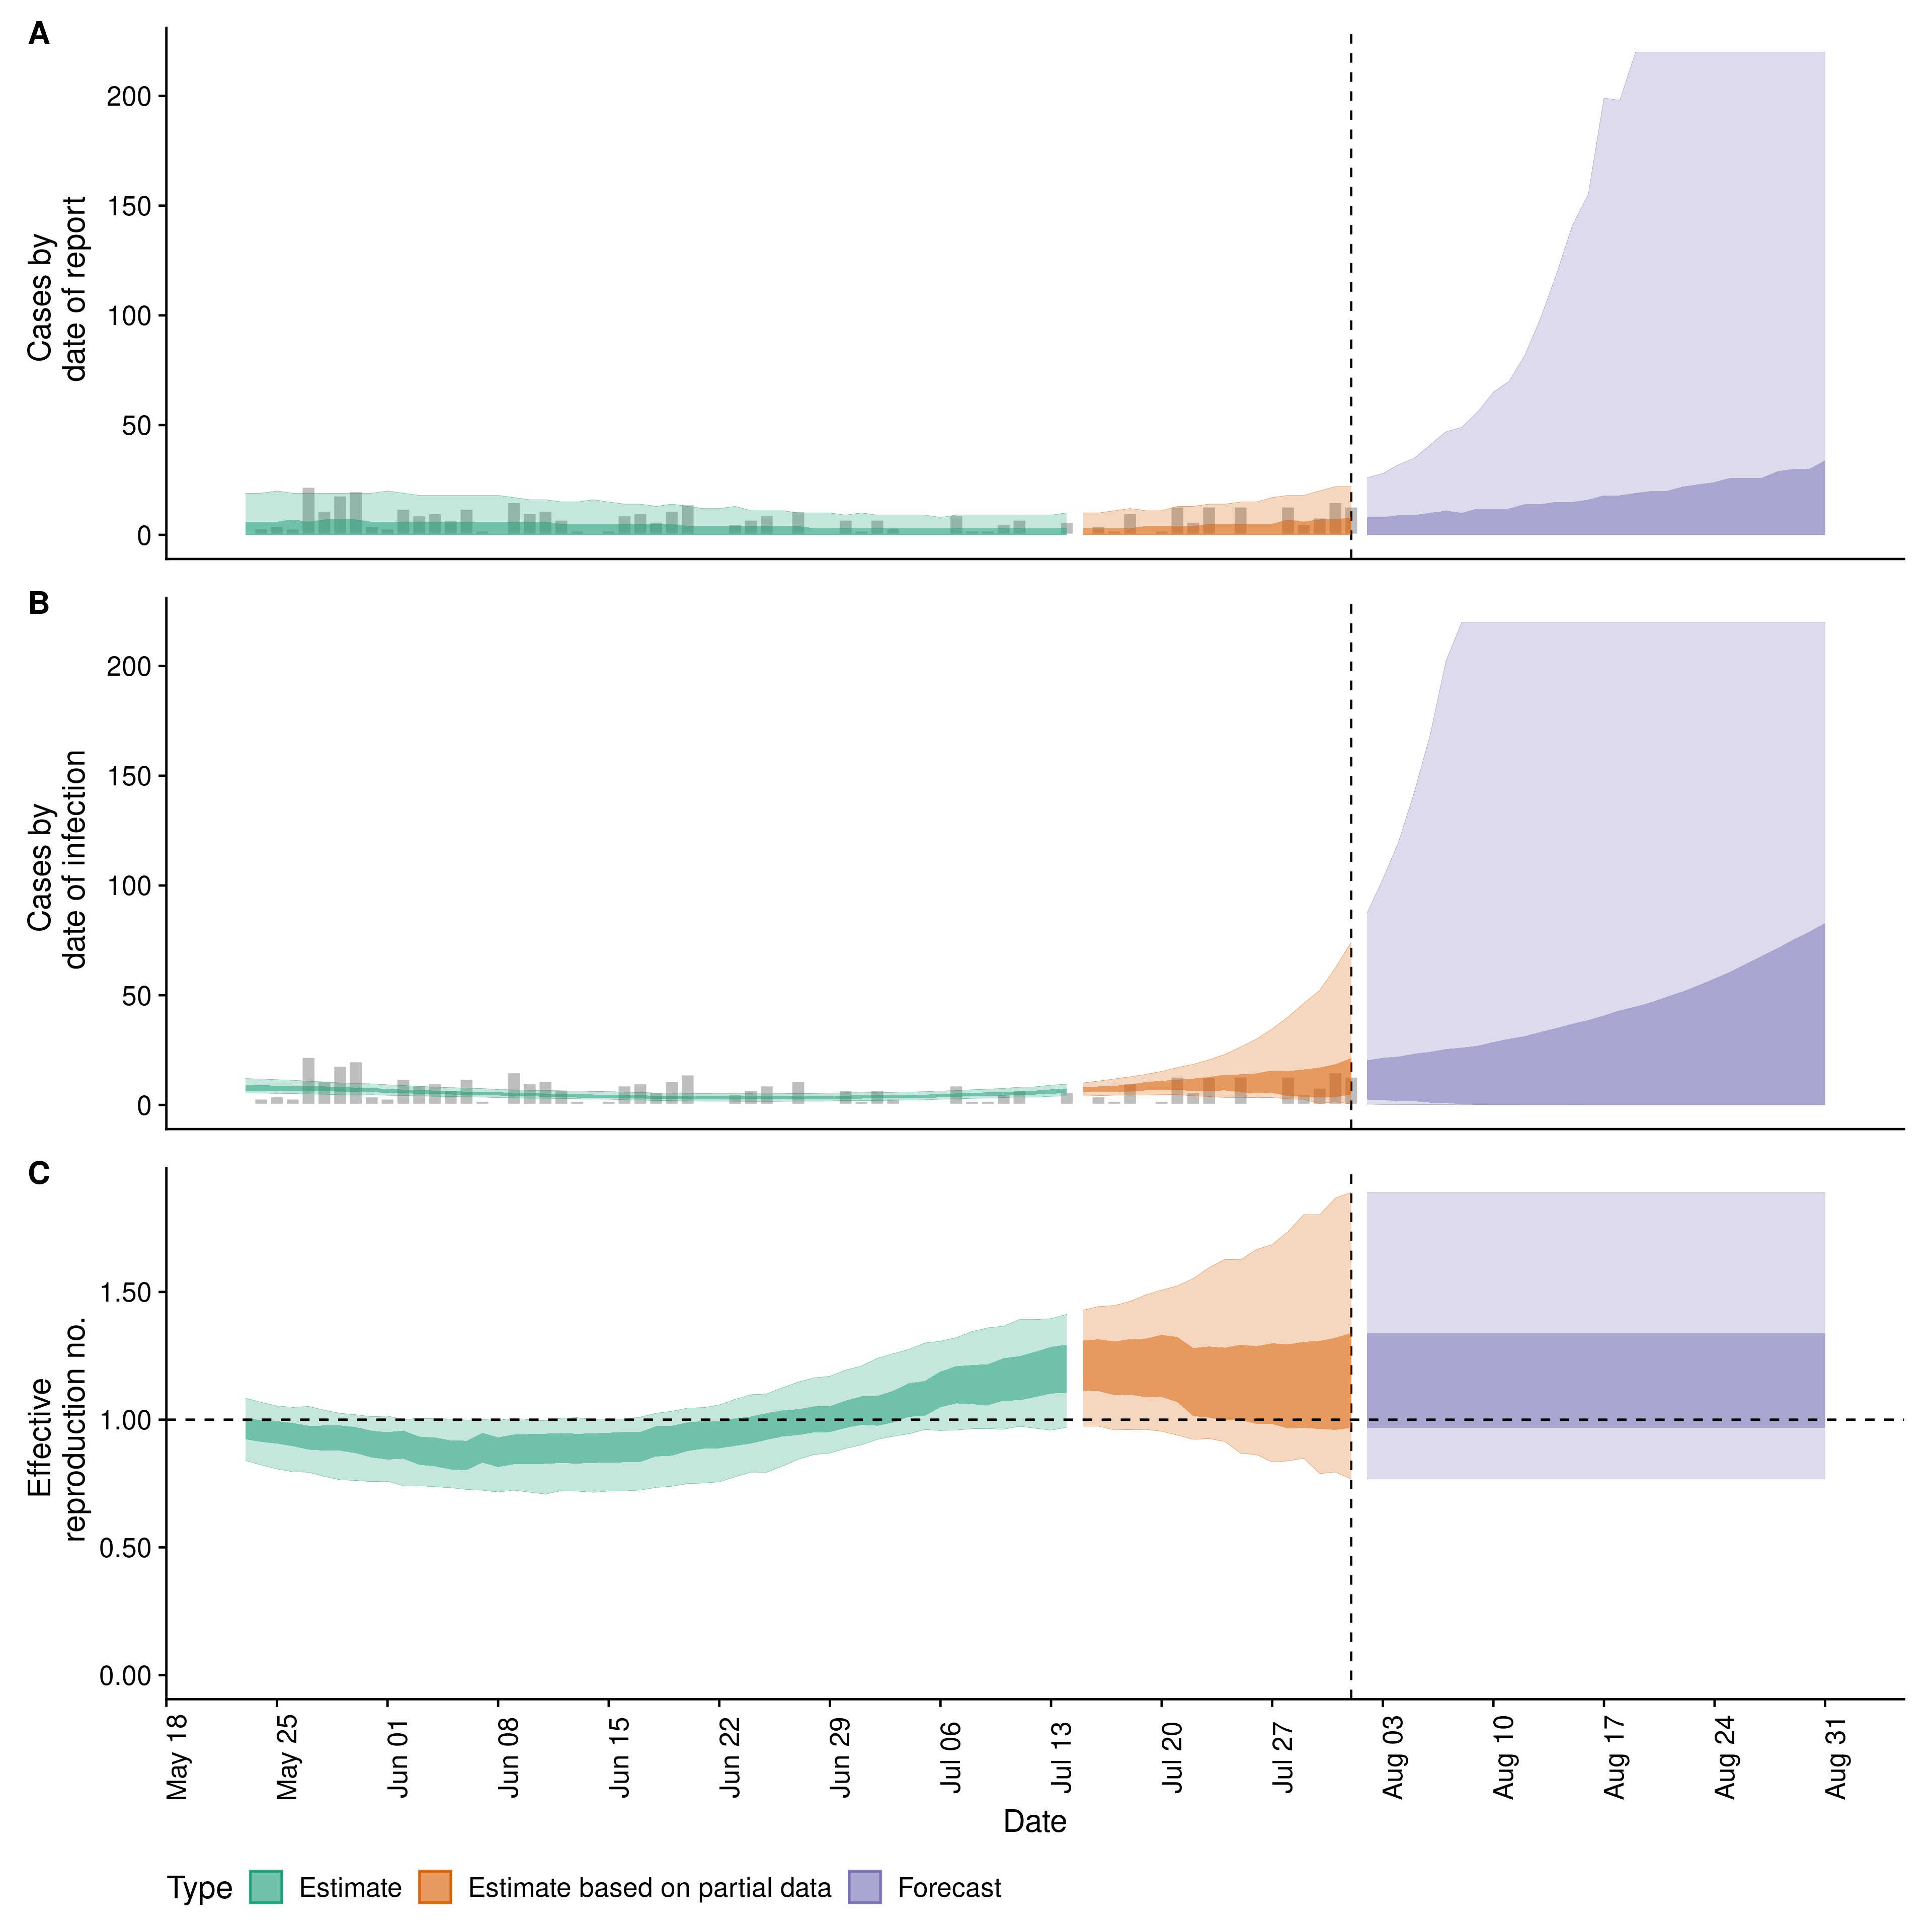 A
Cases by
date of report
200
150
100
50
0
B
Cases by
date of infection
200
150
100
50
0
C
Effective
reproduction no.
1.50
1.00
0.50
0.00
May 18
May 25
Jun 01
Jun 08
Jun 15
Jun 22
Jun 29
Jul 06
Jul 13
Jul 20
Jul 27
Aug 03
Aug 10
Aug 17
Aug 24
Aug 31
Date
Type Estimate Estimate based on partial data Forecast